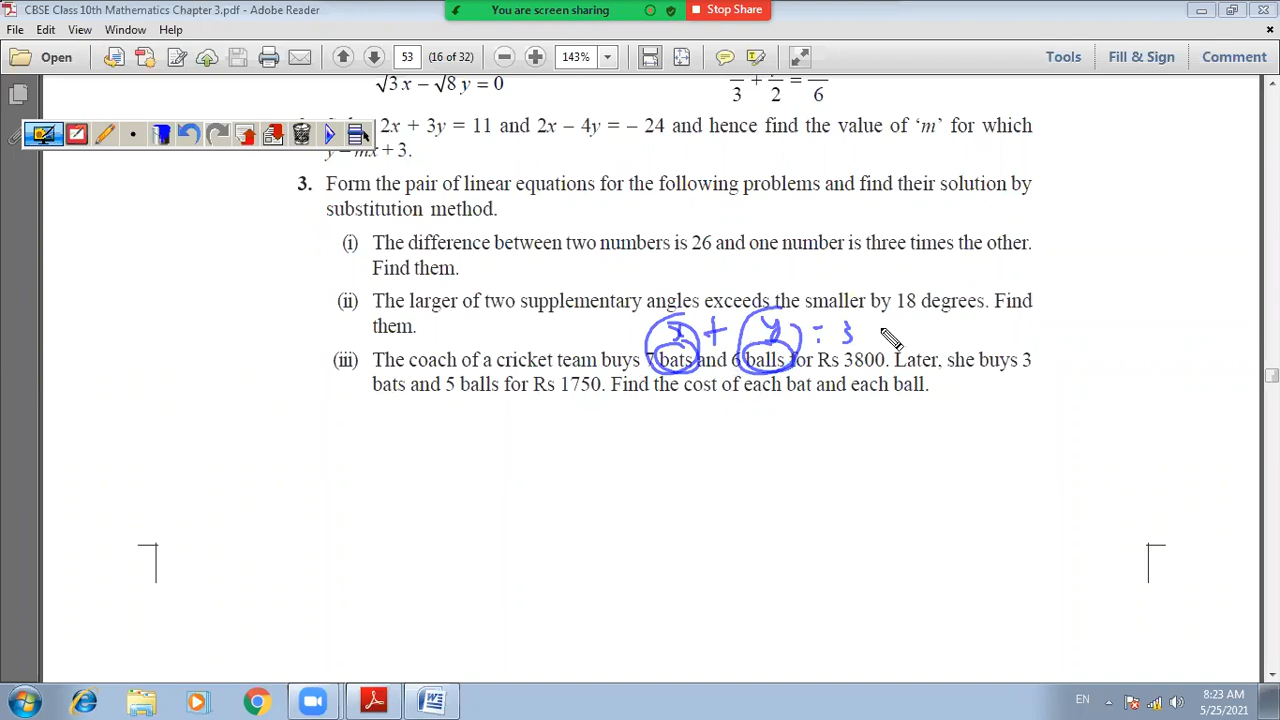 CBSE Class 10th Mathematics Chapter 3.pdf - Adobe Reader
You are screen sharing
Stop Share
File Edit View Window Help
Open 53 (16 of 32) 143% Tools Fill & Sign Comment
√3 x – √8 y = 0
3 + 2 = 6
2x + 3y = 11 and 2x – 4y = – 24 and hence find the value of ‘m’ for which
y = mx + 3.
3. Form the pair of linear equations for the following problems and find their solution by
substitution method.
(i) The difference between two numbers is 26 and one number is three times the other.
Find them.
(ii) The larger of two supplementary angles exceeds the smaller by 18 degrees. Find
them.
x + y = 3
(iii) The coach of a cricket team buys 7 bats and 6 balls for Rs 3800. Later, she buys 3
bats and 5 balls for Rs 1750. Find the cost of each bat and each ball.
EN
8:23 AM
5/25/2021